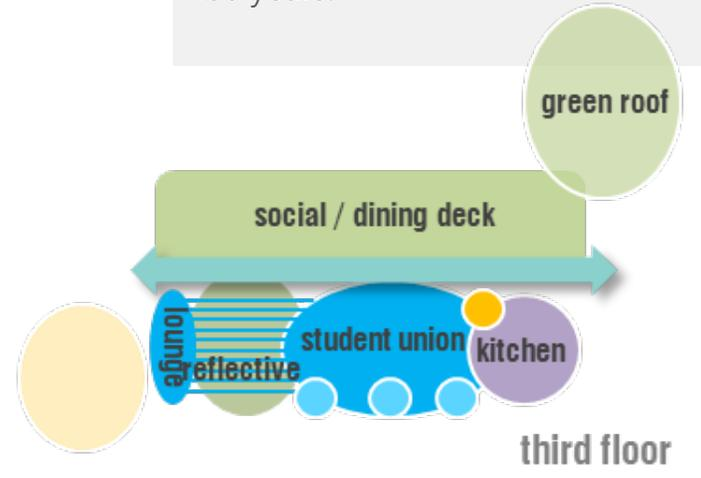 green roof
social / dining deck
lounge
reflective
student union
kitchen
third floor